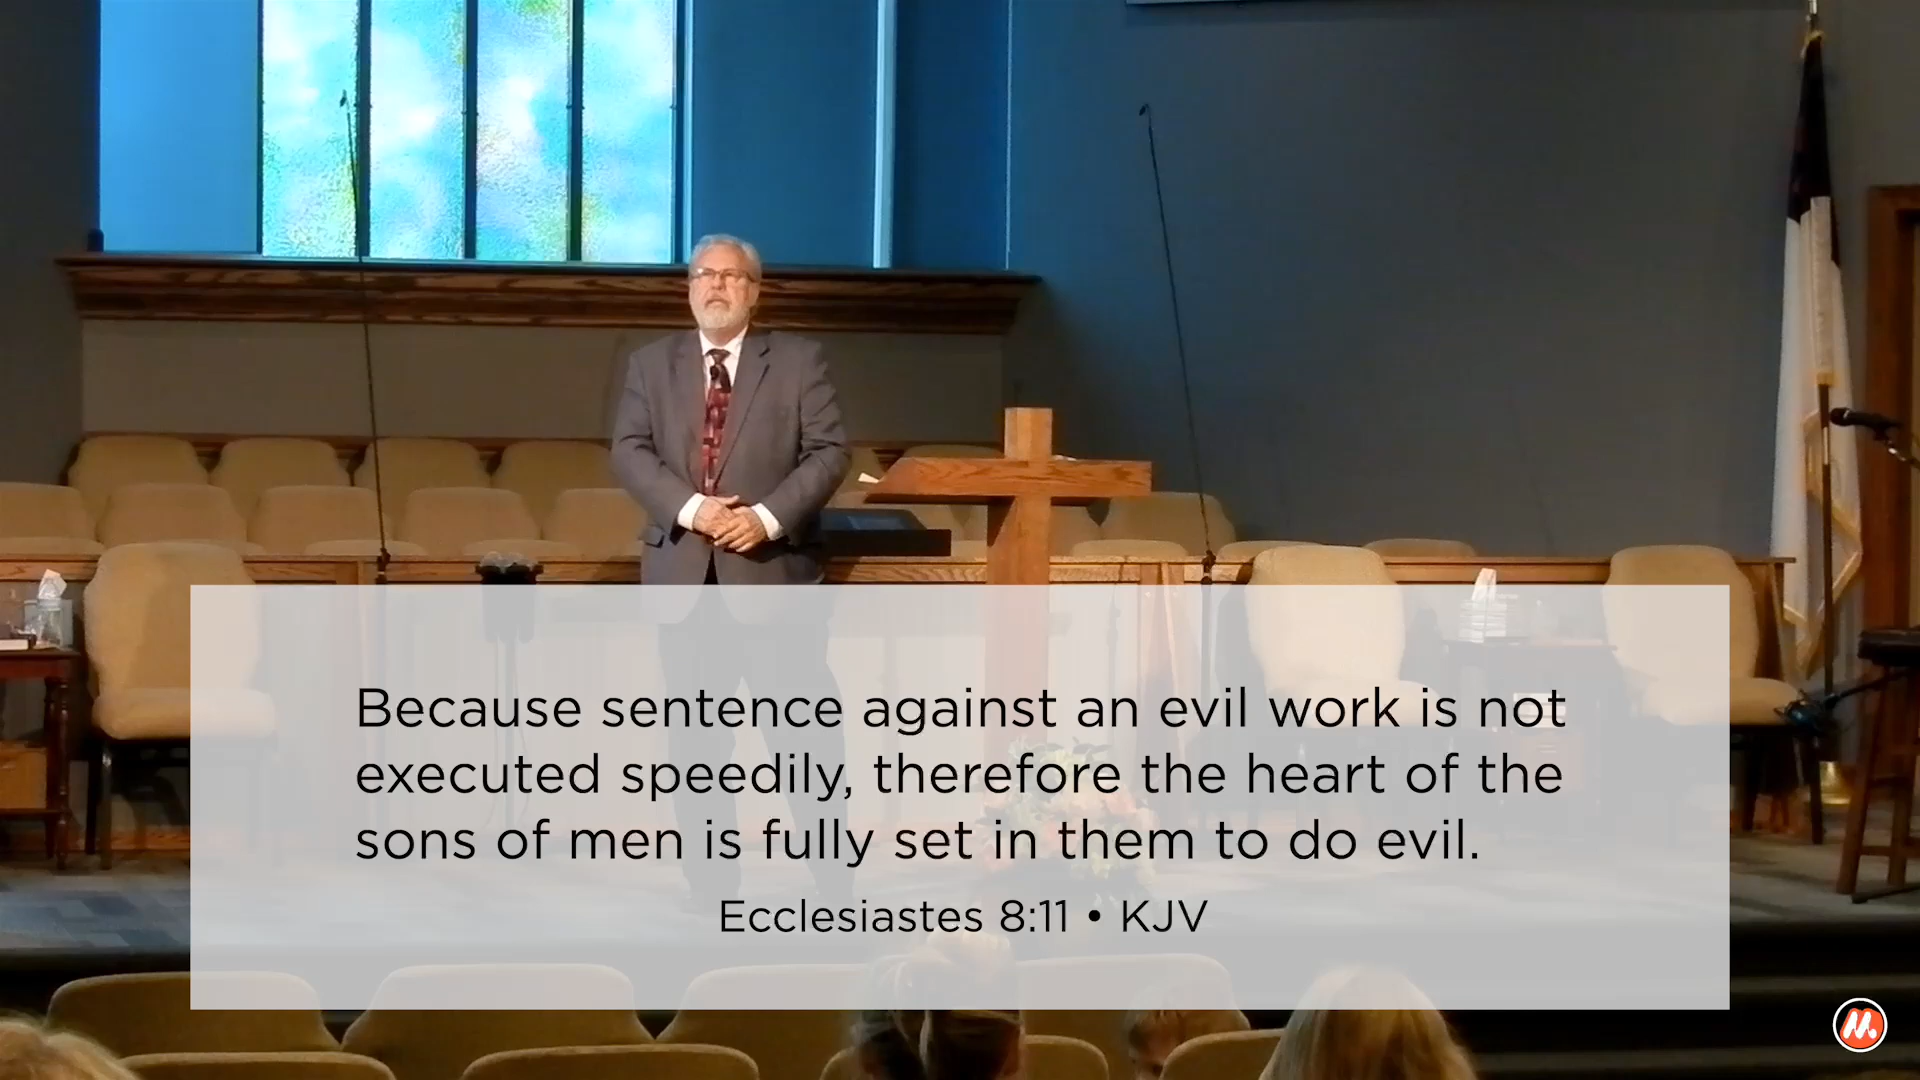 Because sentence against an evil work is not
executed speedily, therefore the heart of the
sons of men is fully set in them to do evil.
Ecclesiastes 8:11 • KJV
M